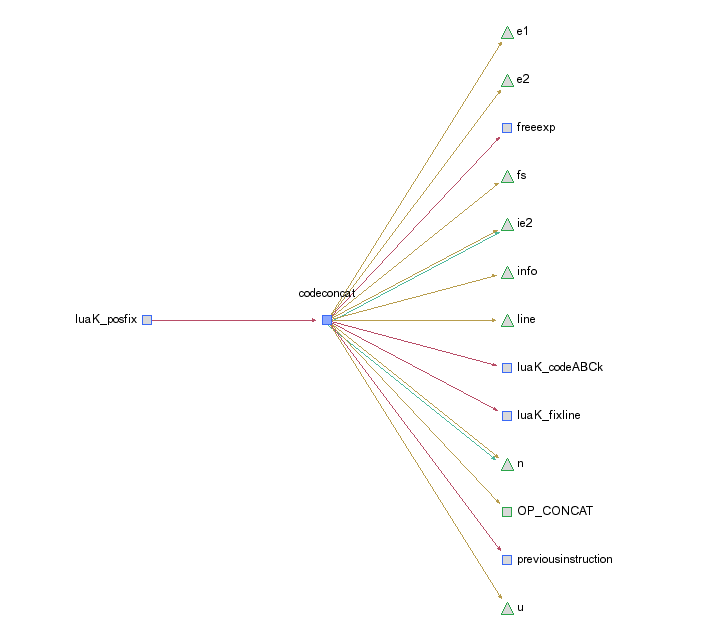 e1
e2
freeexp
fs
ie2
info
codeconcat
luaK_posfix
line
luaK_codeABCk
luaK_fixline
n
OP_CONCAT
previousinstruction
u